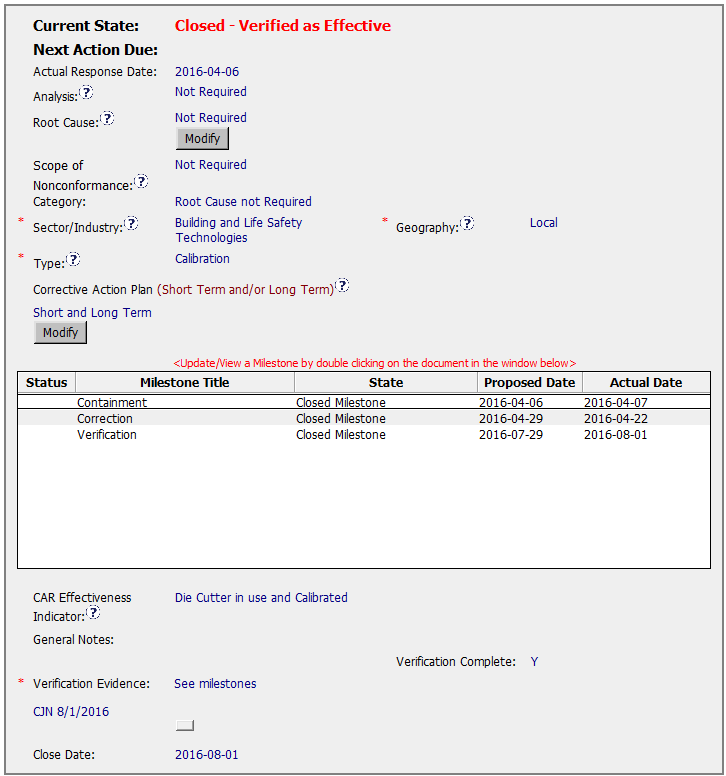 Current State: Closed - Verified as Effective
Next Action Due:
Actual Response Date: 2016-04-06
Analysis:? Not Required
Root Cause:? Not Required
Modify
Scope of Not Required
Nonconformance:?
Category: Root Cause not Required
* Sector/Industry:? Building and Life Safety * Geography:? Local
Technologies
* Type:? Calibration
Corrective Action Plan (Short Term and/or Long Term)?
Short and Long Term
Modify
<Update/View a Milestone by double clicking on the document in the window below>
Status Milestone Title State Proposed Date Actual Date
Containment Closed Milestone 2016-04-06 2016-04-07
Correction Closed Milestone 2016-04-29 2016-04-22
Verification Closed Milestone 2016-07-29 2016-08-01
CAR Effectiveness Die Cutter in use and Calibrated
Indicator:?
General Notes:
Verification Complete: Y
* Verification Evidence: See milestones
CJN 8/1/2016
Close Date: 2016-08-01